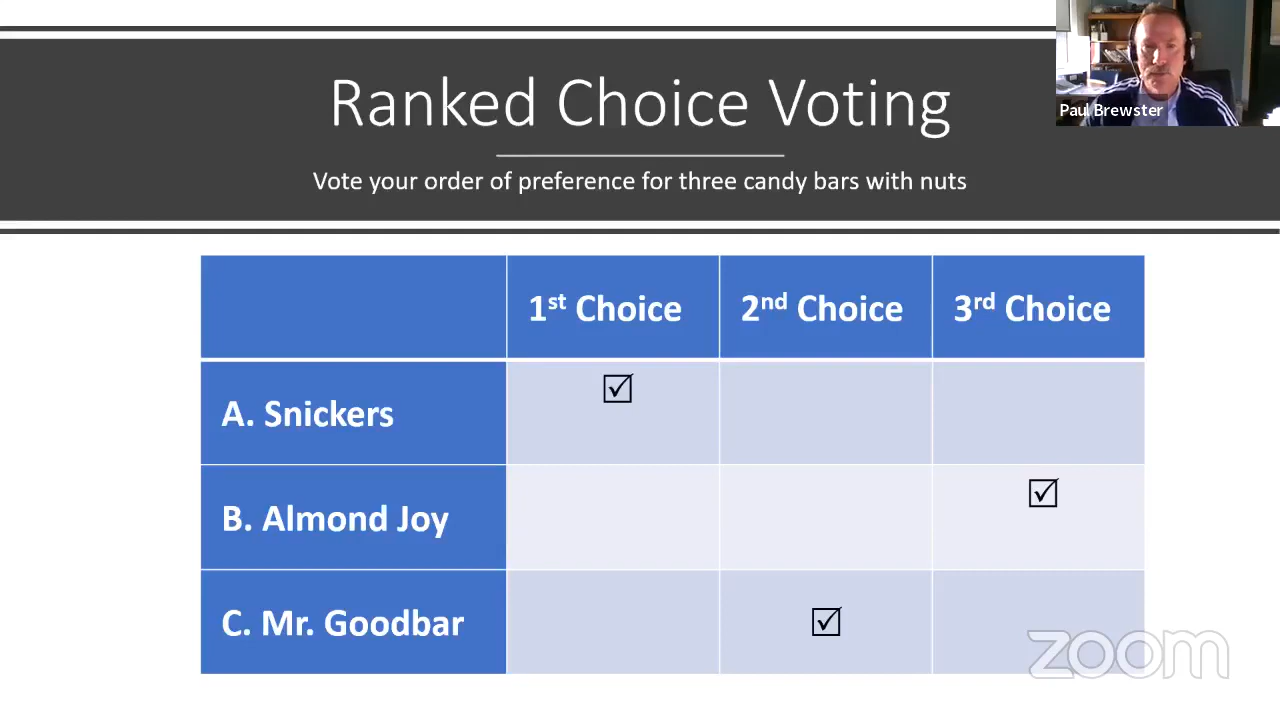 Ranked Choice Voting
Paul Brewster
Vote your order of preference for three candy bars with nuts
1st Choice 2nd Choice 3rd Choice
A. Snickers ☑
B. Almond Joy ☑
C. Mr. Goodbar ☑
zoom